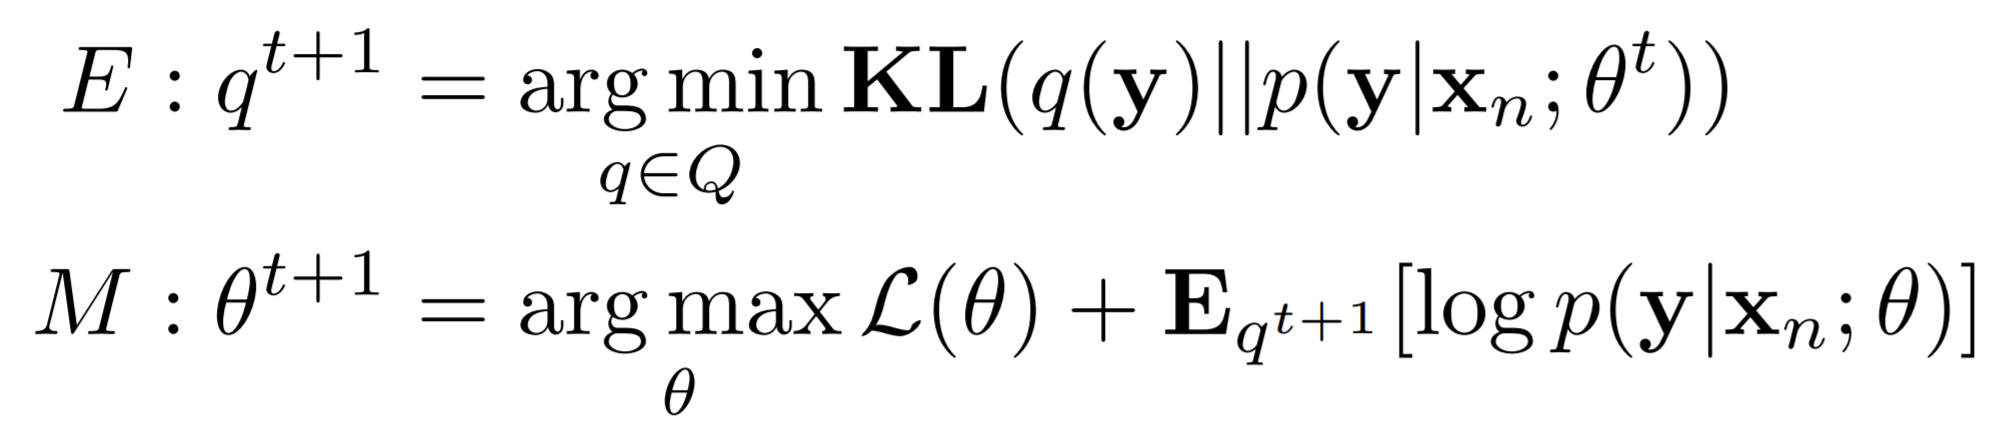 E : q^{t+1} = arg min_{q∈Q} KL(q(y)||p(y|x_n; θ^t))
M : θ^{t+1} = arg max_θ ℒ(θ) + E_{q^{t+1}} [log p(y|x_n; θ)]